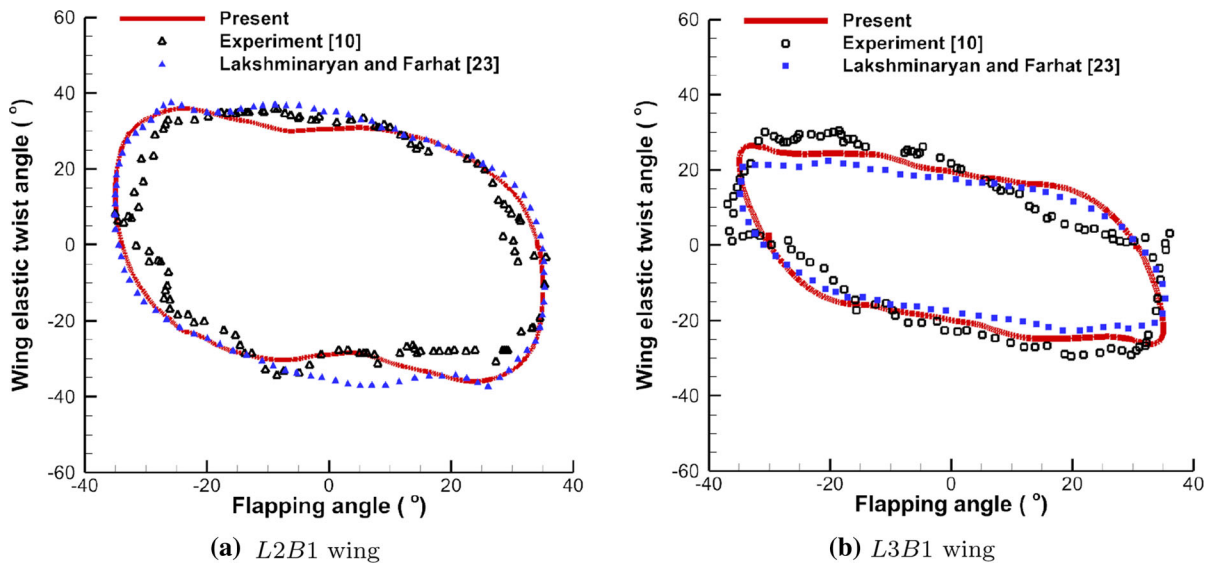 Present
Experiment [10]
Lakshminaryan and Farhat [23]
60
40
20
0
-20
-40
-60
Wing elastic twist angle ( °)
-40
-20
0
20
40
Flapping angle ( °)
(a) L2B1 wing
Present
Experiment [10]
Lakshminaryan and Farhat [23]
60
40
20
0
-20
-40
-60
Wing elastic twist angle ( °)
-40
-20
0
20
40
Flapping angle ( °)
(b) L3B1 wing